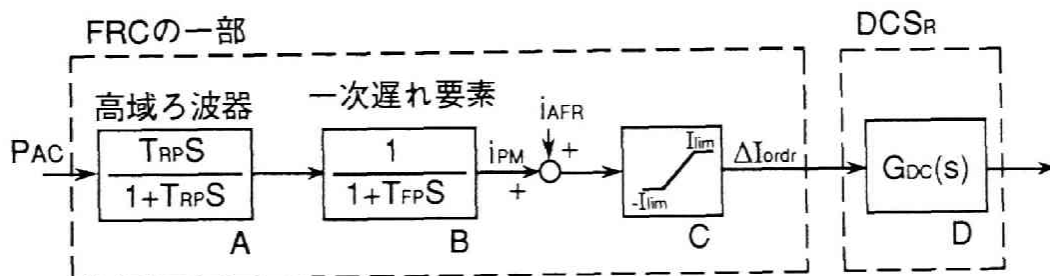 FRCの一部
DCSR
高域ろ波器
一次遅れ要素
iAFR
PAC
TRPS
1+TRPS
1
1+TFPS
iPM
+
+
Ilim
-Ilim
ΔIordr
GDC(s)
A
B
C
D